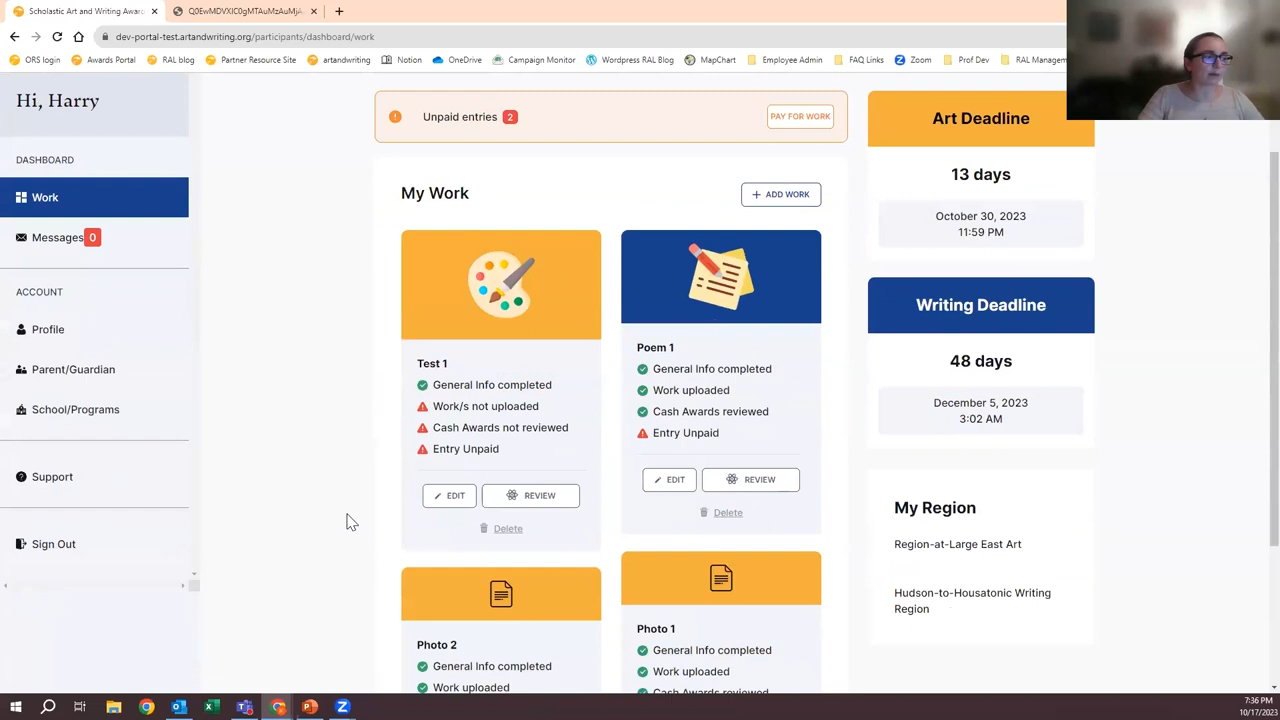 Scholastic Art and Writing Awar
Q0EwMDVXIC0gMTAuMzAuMjA
dev-portal-test.artandwriting.org/participants/dashboard/work
ORS login
Awards Portal
RAL blog
Partner Resource Site
artandwriting
Notion
OneDrive
Campaign Monitor
Wordpress RAL Blog
MapChart
Employee Admin
FAQ Links
Zoom
Prof Dev
RAL Manage
Hi, Harry
DASHBOARD
Work
Messages 0
ACCOUNT
Profile
Parent/Guardian
School/Programs
Support
Sign Out
Unpaid entries 2
PAY FOR WORK
My Work
+ ADD WORK
Test 1
General Info completed
Work/s not uploaded
Cash Awards not reviewed
Entry Unpaid
EDIT
REVIEW
Delete
Poem 1
General Info completed
Work uploaded
Cash Awards reviewed
Entry Unpaid
EDIT
REVIEW
Delete
Photo 2
General Info completed
Work uploaded
Photo 1
General Info completed
Work uploaded
Cash Awards reviewed
Art Deadline
13 days
October 30, 2023
11:59 PM
Writing Deadline
48 days
December 5, 2023
3:02 AM
My Region
Region-at-Large East Art
Hudson-to-Housatonic Writing
Region
7:36 PM
10/17/2023